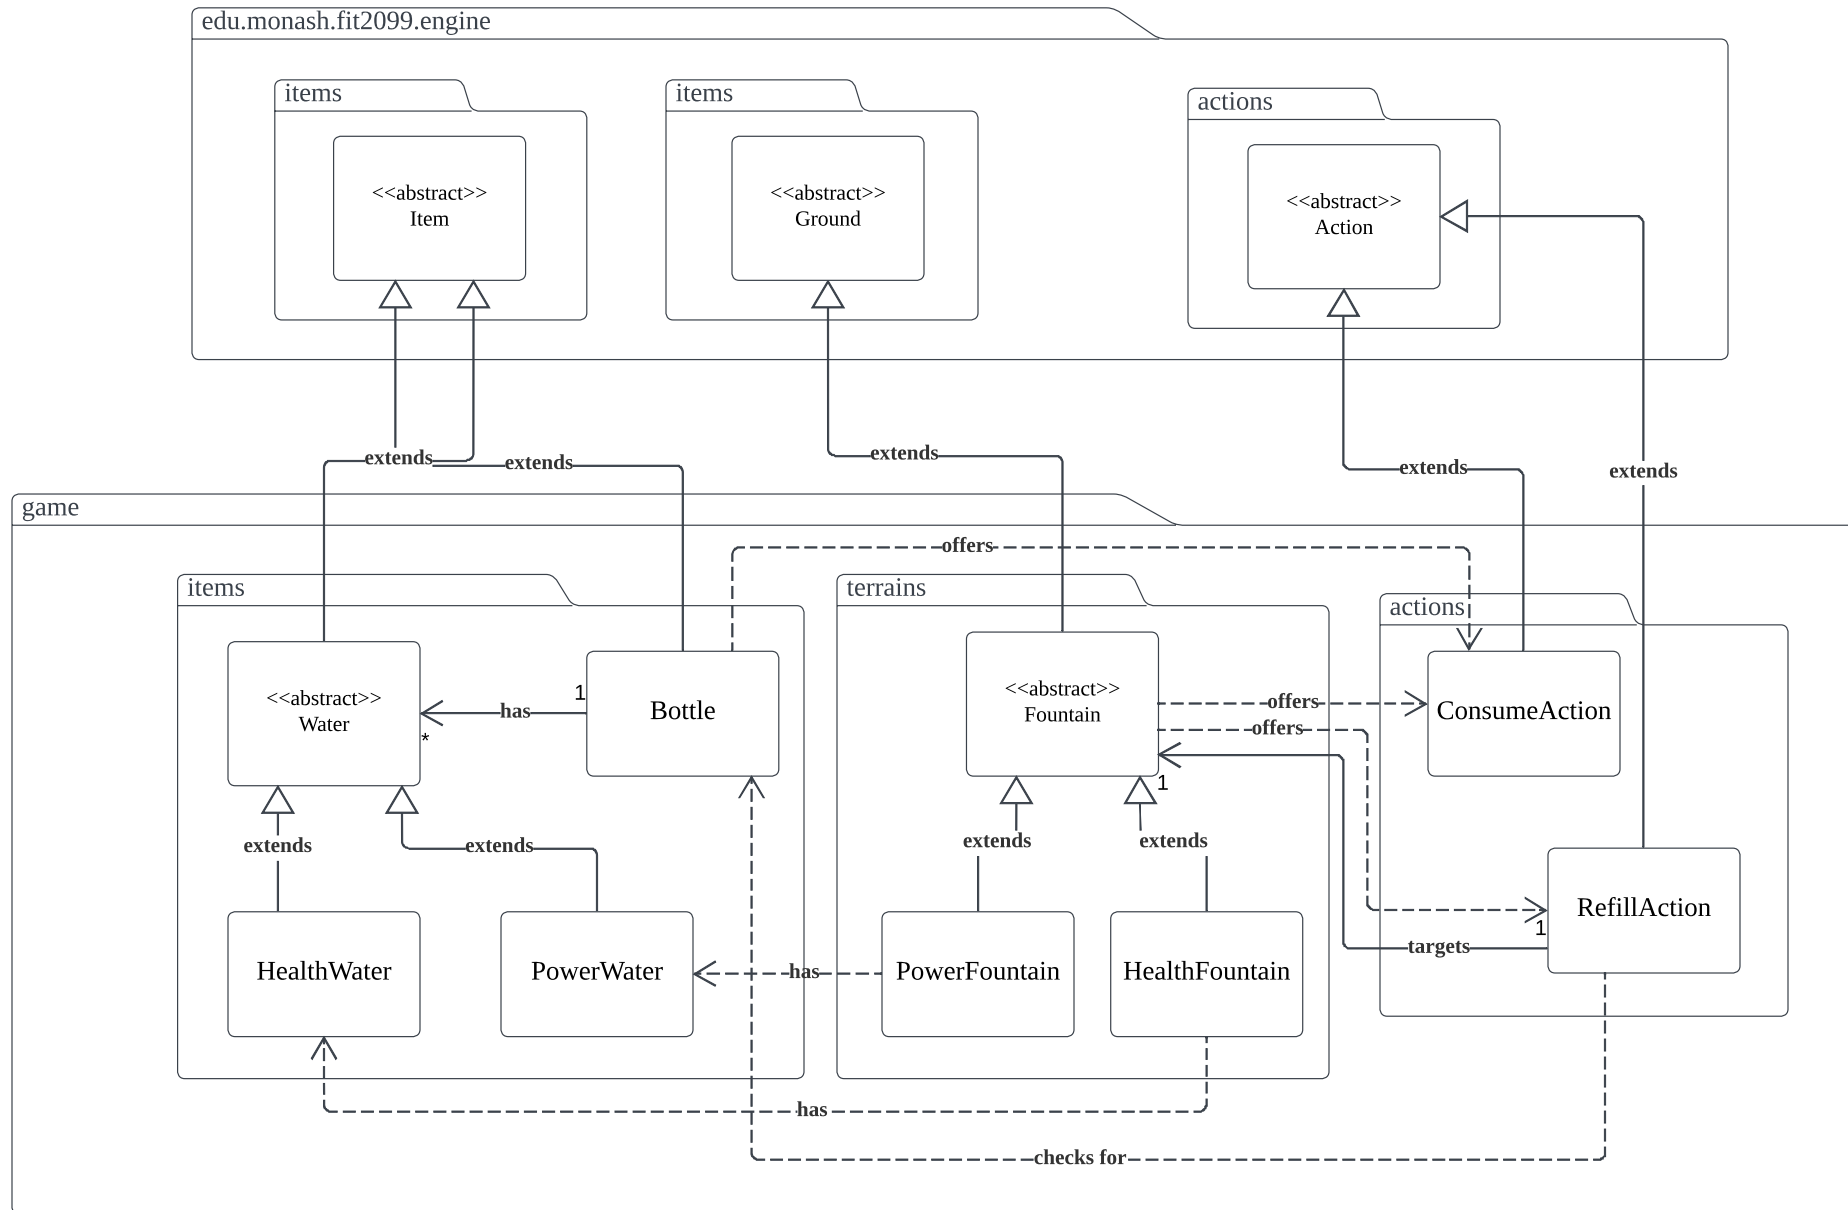 edu.monash.fit2099.engine
items
items
actions
<<abstract>>
Item
<<abstract>>
Ground
<<abstract>>
Action
extends
extends
extends
extends
extends
game
offers
items
terrains
actions
<<abstract>>
Water
1
has
*
Bottle
<<abstract>>
Fountain
offers
offers
1
ConsumeAction
extends
extends
extends
extends
RefillAction
1
targets
HealthWater
PowerWater
has
PowerFountain
HealthFountain
has
checks for